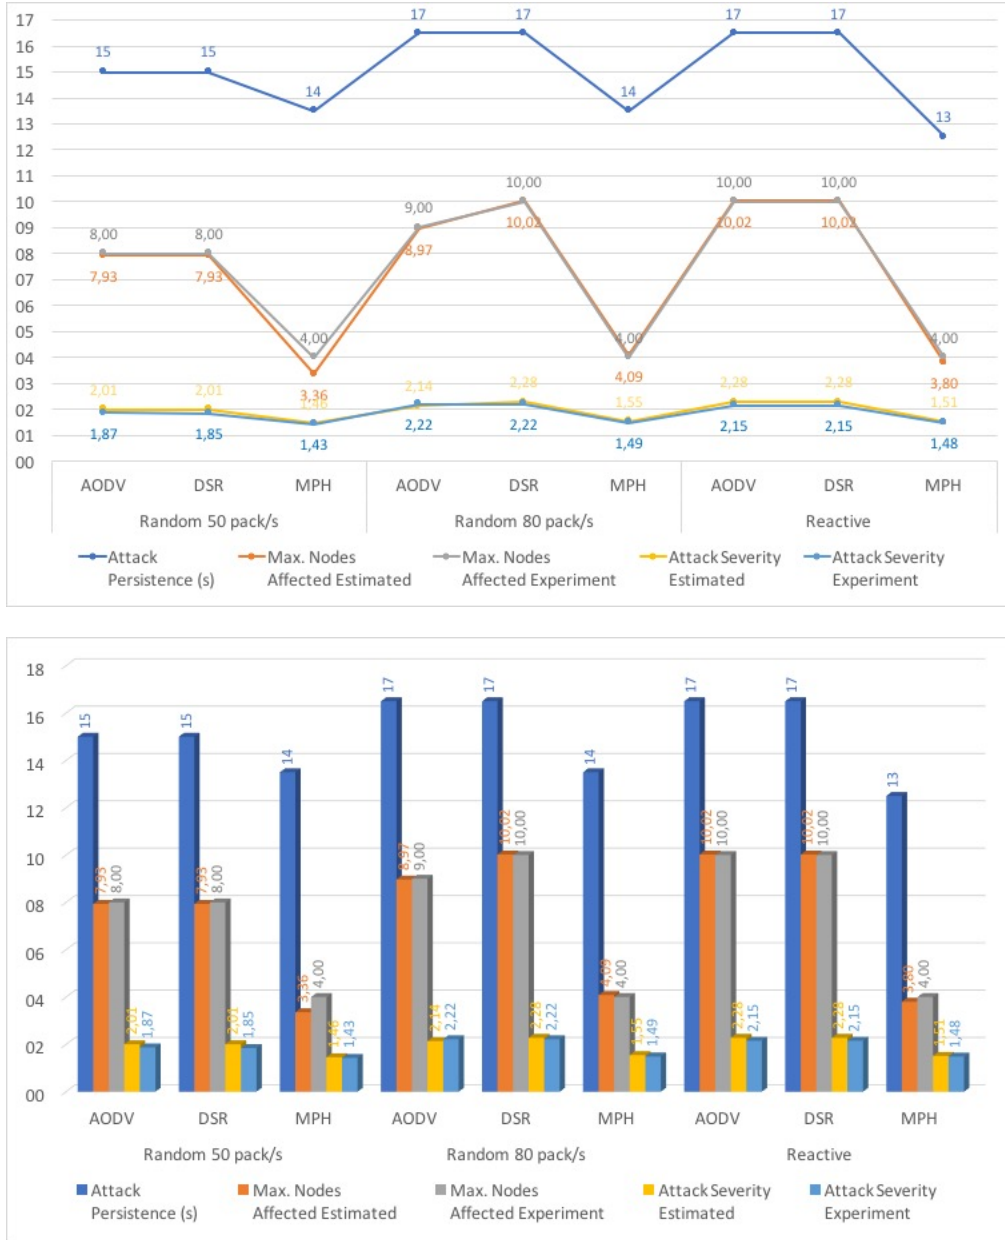 17
16
15
14
13
12
11
10
09
08
07
06
05
04
03
02
01
00
15 15 14 17 17 14 17 17 13
8,00 8,00 4,00 9,00 10,00 4,00 10,00 10,00 4,00
7,93 7,93 3,36 8,97 10,02 4,09 10,02 10,02 3,80
2,01 2,01 1,46 2,14 2,28 1,55 2,28 2,28 1,51
1,87 1,85 1,43 2,22 2,22 1,49 2,15 2,15 1,48
AODV DSR MPH AODV DSR MPH AODV DSR MPH
Random 50 pack/s Random 80 pack/s Reactive
Attack Max. Nodes Max. Nodes Attack Severity Attack Severity
Persistence (s) Affected Estimated Affected Experiment Estimated Experiment
18
16
14
12
10
08
06
04
02
00
15 15 14 17 17 14 17 17 13
7,93 7,93 3,36 8,97 10,02 4,09 10,02 10,02 3,80
8,00 8,00 4,00 9,00 10,00 4,00 10,00 10,00 4,00
2,01 2,01 1,46 2,14 2,28 1,55 2,28 2,28 1,51
1,87 1,85 1,43 2,22 2,22 1,49 2,15 2,15 1,48
AODV DSR MPH AODV DSR MPH AODV DSR MPH
Random 50 pack/s Random 80 pack/s Reactive
Attack Max. Nodes Max. Nodes Attack Severity Attack Severity
Persistence (s) Affected Estimated Affected Experiment Estimated Experiment